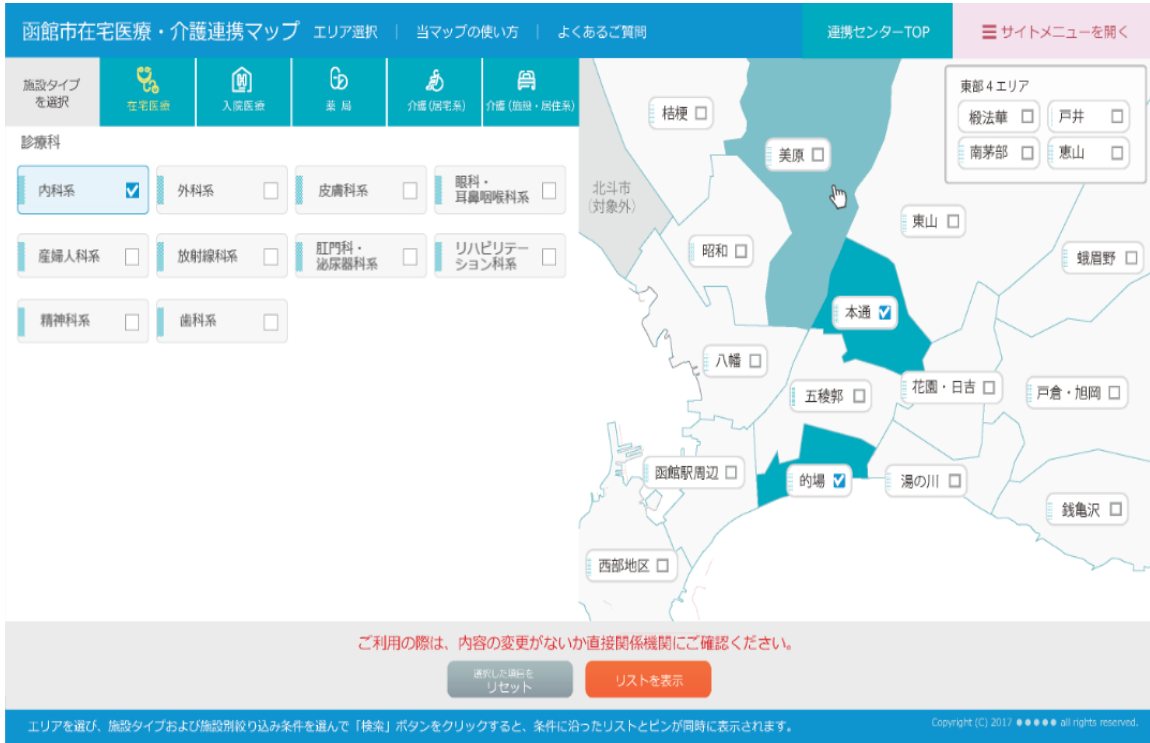 函館市在宅医療・介護連携マップ エリア選択 | 当マップの使い方 | よくあるご質問
連携センターTOP
サイトメニューを開く
施設タイプ
を選択
在宅医療
入院医療
薬局
介護(居宅系)
介護(施設・居住系)
診療科
内科系
外科系
皮膚科系
眼科・
耳鼻咽喉科系
産婦人科系
放射線科系
肛門科・
泌尿器科系
リハビリテー
ション科系
精神科系
歯科系
東部4エリア
椴法華
戸井
南茅部
恵山
桔梗
美原
北斗市
(対象外)
東山
昭和
蛾眉野
本通
八幡
五稜郭
花園・日吉
戸倉・旭岡
函館駅周辺
的場
湯の川
銭亀沢
西部地区
ご利用の際は、内容の変更がないか直接関係機関にご確認ください。
選択した項目を
リセット
リストを表示
エリアを選び、施設タイプおよび施設別絞り込み条件を選んで「検索」ボタンをクリックすると、条件に沿ったリストとピンが同時に表示されます。
Copyright (C) 2017 ●●●●● all rights reserved.